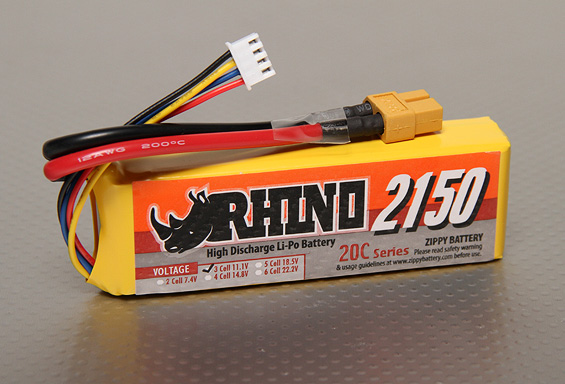 12AWG 200°C
RHINO 2150
High Discharge Li-Po Battery
20C Series
ZIPPY BATTERY
Please read safety warning
& usage guidelines at www.zippybattery.com before use.
VOLTAGE
2 Cell 7.4V
3 Cell 11.1V
4 Cell 14.8V
5 Cell 18.5V
6 Cell 22.2V